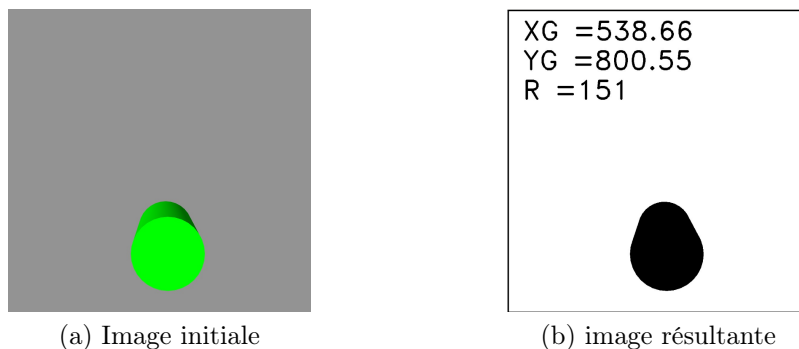 XG =538.66
YG =800.55
R =151
(a) Image initiale
(b) image résultante